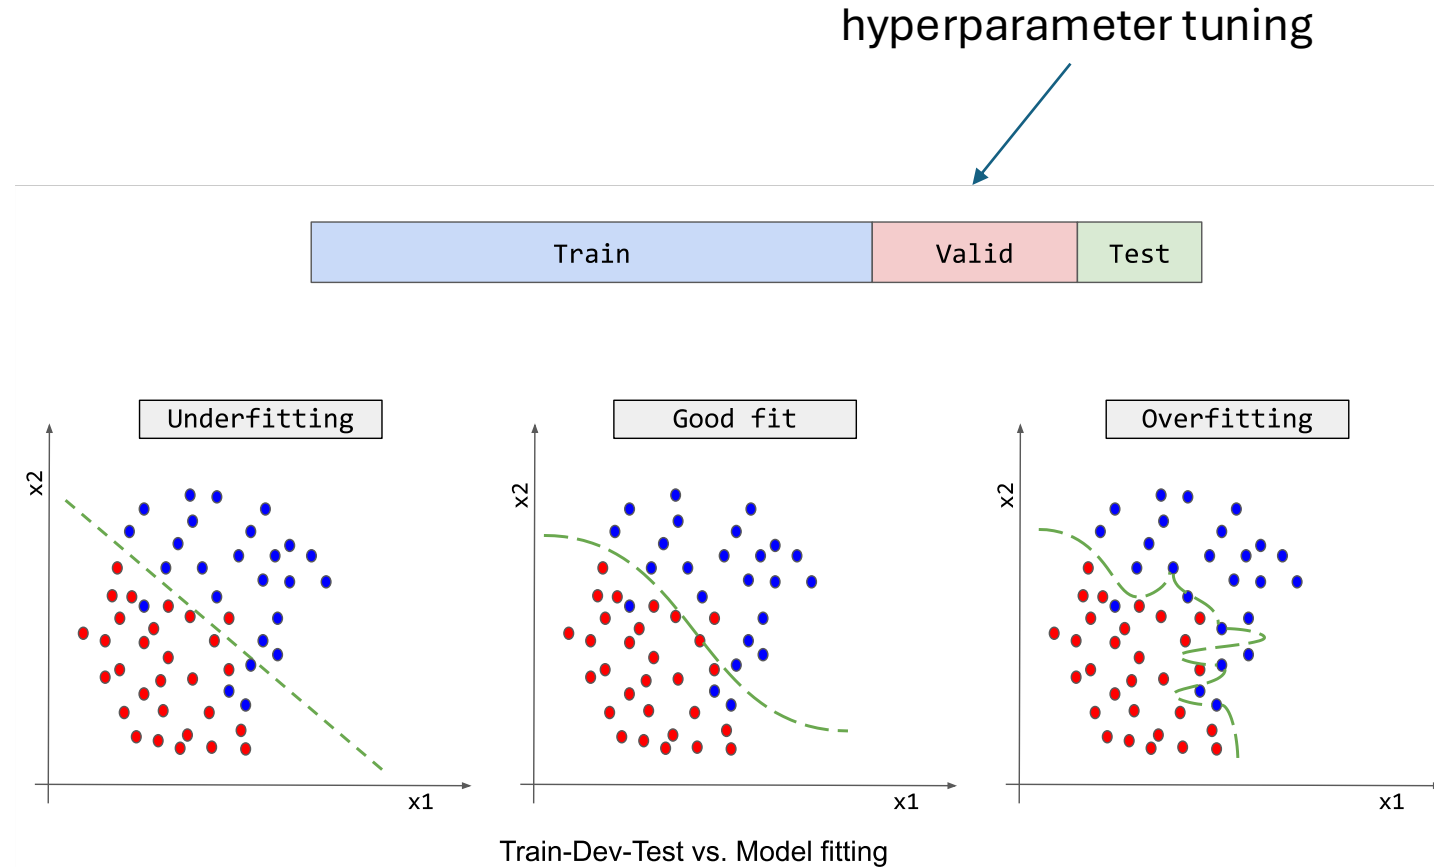 hyperparameter tuning
Train
Valid
Test
Underfitting
Good fit
Overfitting
x2
x2
x2
x1
x1
x1
Train-Dev-Test vs. Model fitting